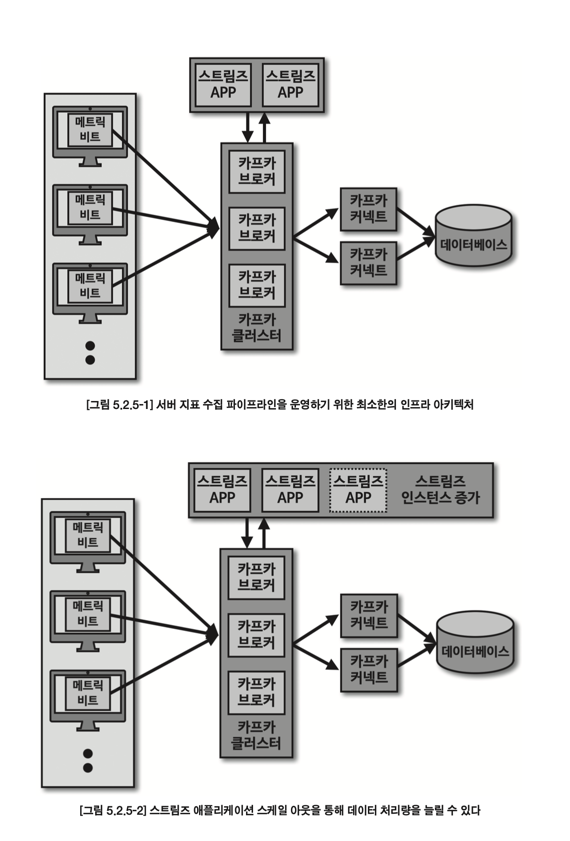 스트림즈
APP
스트림즈
APP
메트릭
비트
메트릭
비트
메트릭
비트
카프카
브로커
카프카
브로커
카프카
브로커
카프카
클러스터
카프카
커넥트
카프카
커넥트
데이터베이스
[그림 5.2.5-1] 서버 지표 수집 파이프라인을 운영하기 위한 최소한의 인프라 아키텍처
스트림즈
APP
스트림즈
APP
스트림즈
APP
스트림즈
인스턴스 증가
메트릭
비트
메트릭
비트
메트릭
비트
카프카
브로커
카프카
브로커
카프카
브로커
카프카
클러스터
카프카
커넥트
카프카
커넥트
데이터베이스
[그림 5.2.5-2] 스트림즈 애플리케이션 스케일 아웃을 통해 데이터 처리량을 늘릴 수 있다